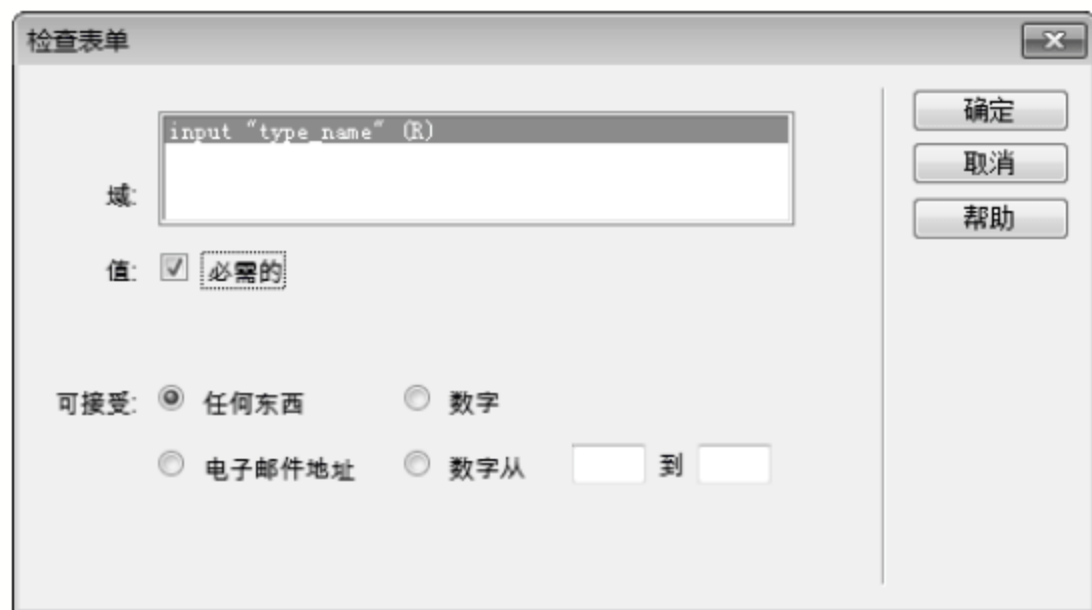 检查表单
input "type_name" (R)
域:
值: 必需的
可接受: 任何东西 数字
电子邮件地址 数字从 到
确定
取消
帮助